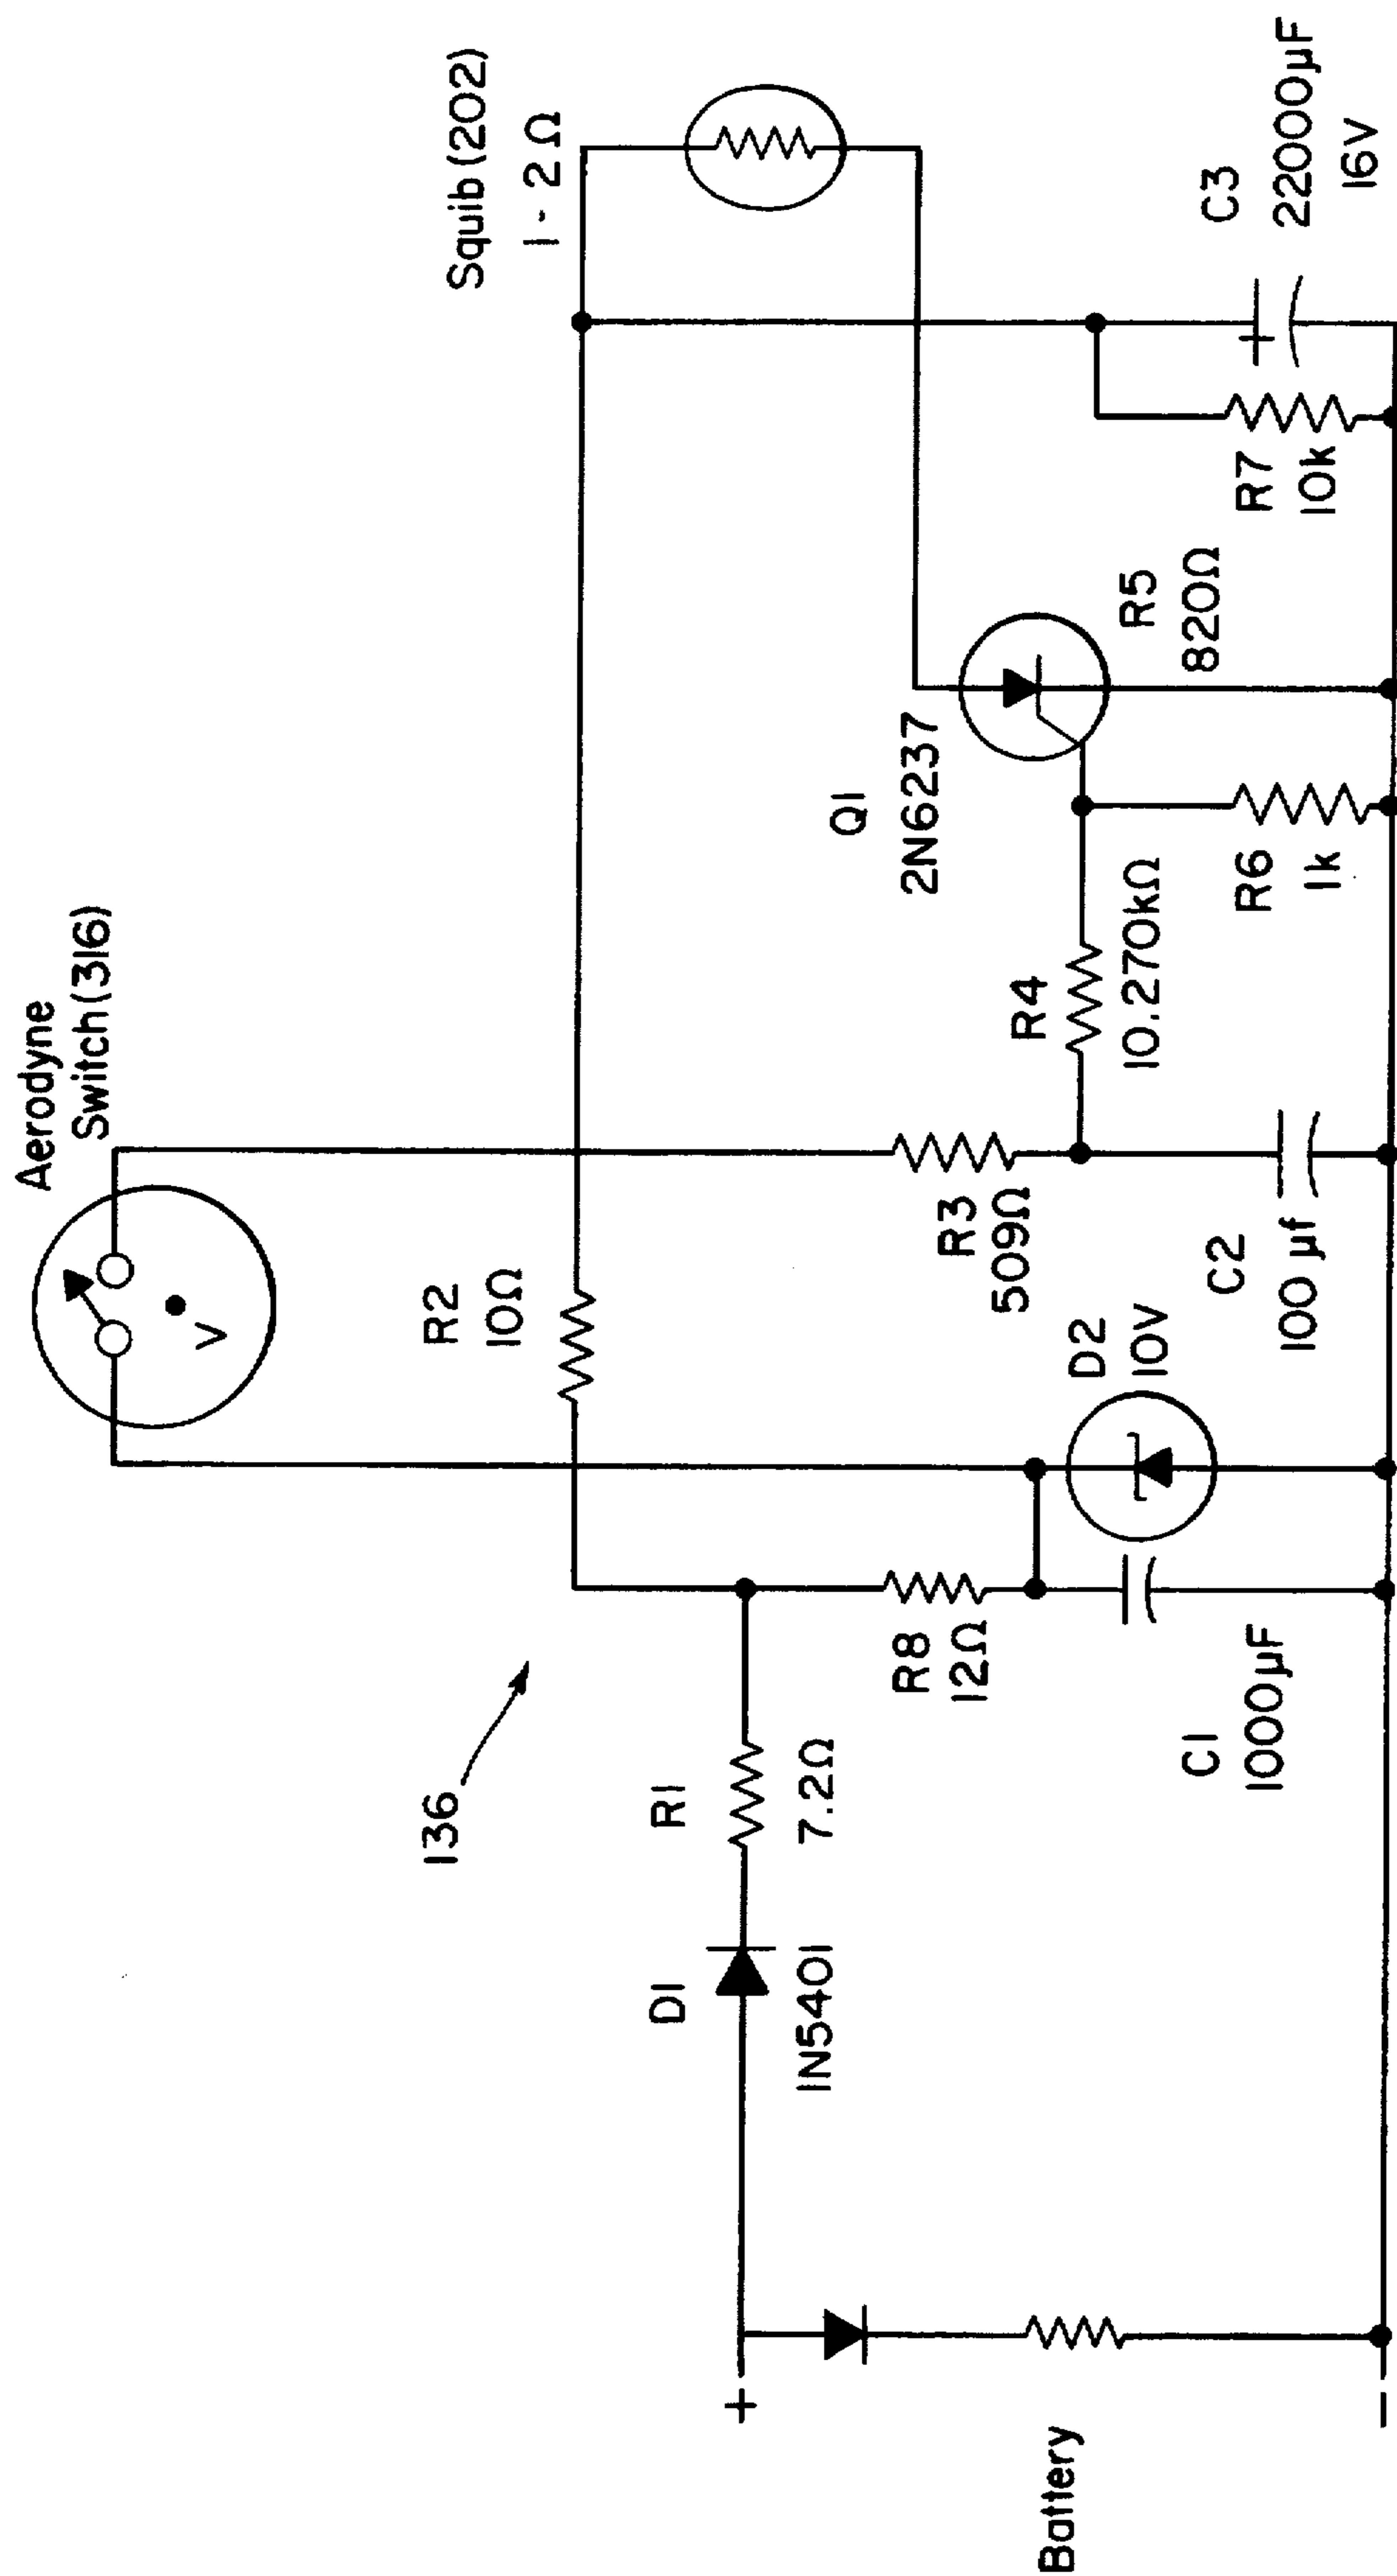 Aerodyne
Switch (316)
Squib (202)
1 - 2 Ω
136
R2
10Ω
D1
1N5401
R1
7.2Ω
R8
12Ω
C1
1000µF
D2
10V
R3
509Ω
C2
100 µf
R4
10.270kΩ
Q1
2N6237
R5
820Ω
R6
1k
R7
10k
C3
22000µF
16V
V
+
Battery
-
+